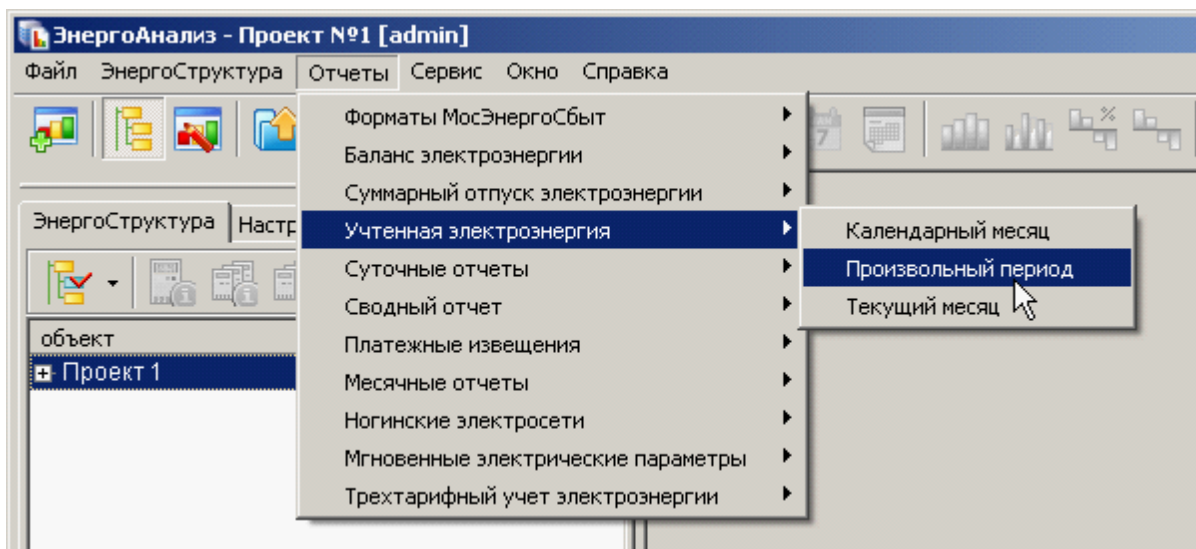 ЭнергоАнализ - Проект №1 [admin]
Файл ЭнергоСтруктура Отчеты Сервис Окно Справка
Форматы МосЭнергоСбыт
7
%
Баланс электроэнергии
Суммарный отпуск электроэнергии
ЭнергоСтруктура Настр
Учтенная электроэнергия
Календарный месяц
Суточные отчеты
Произвольный период
Сводный отчет
Текущий месяц
объект
Платежные извещения
Проект 1
Месячные отчеты
Ногинские электросети
Мгновенные электрические параметры
Трехтарифный учет электроэнергии